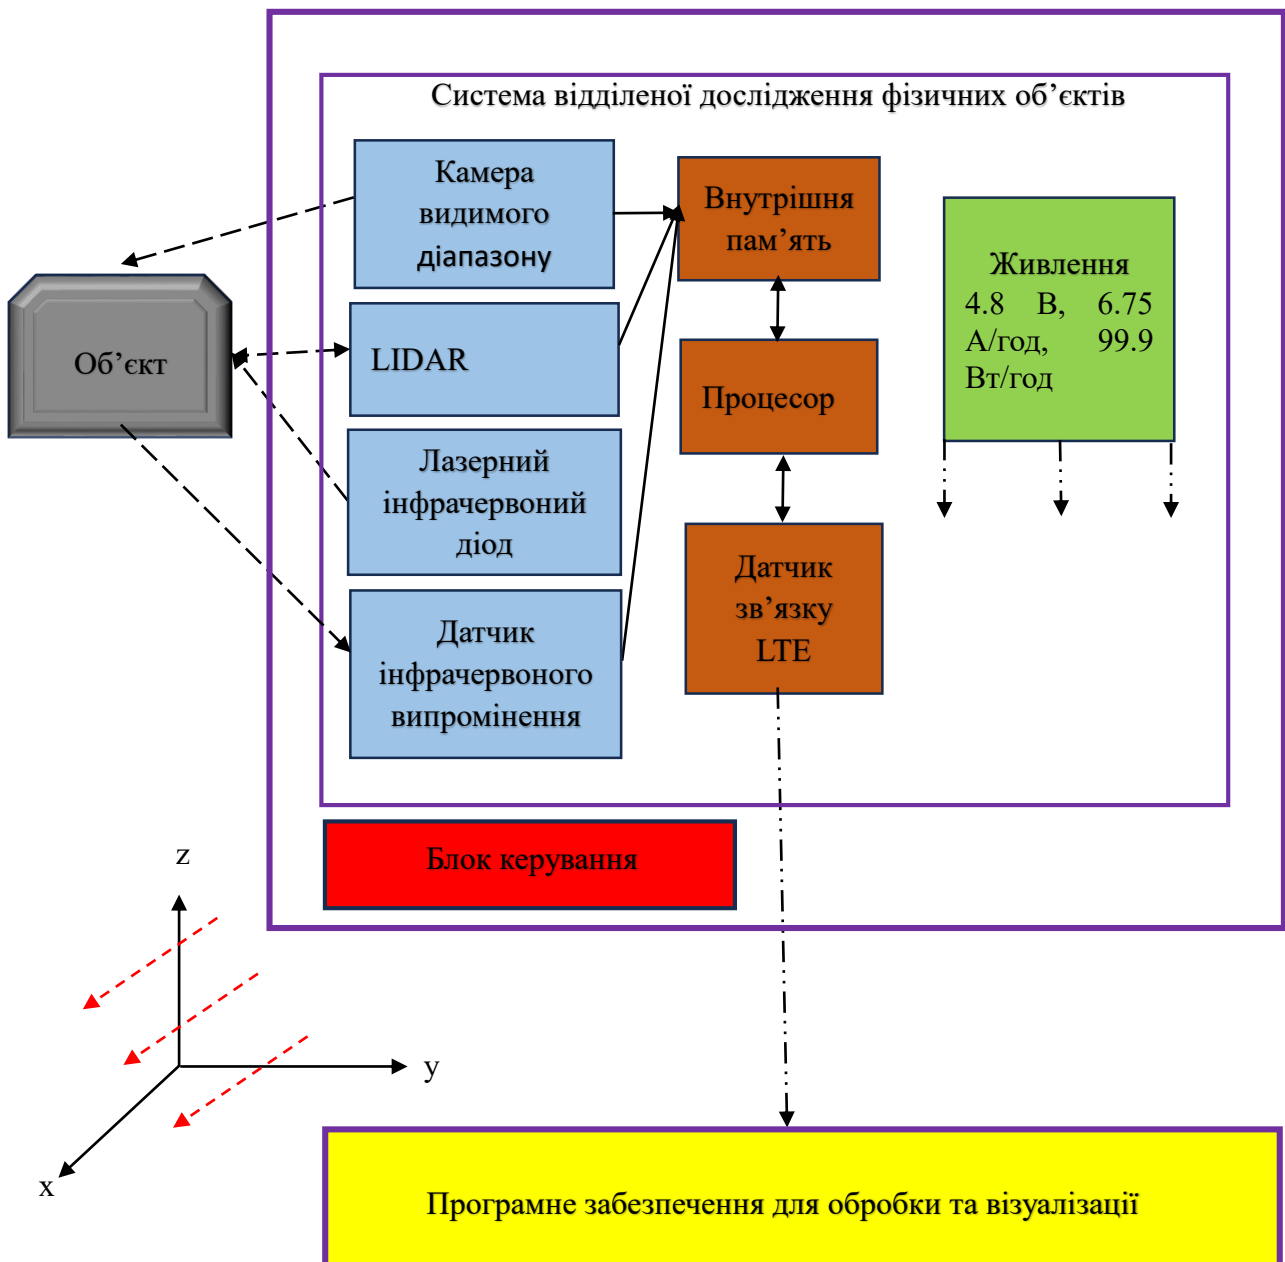 Система відділеної дослідження фізичних об’єктів
Камера
видимого
діапазону
Внутрішня
пам’ять
Живлення
4.8 В, 6.75
А/год, 99.9
Вт/год
Об’єкт
LIDAR
Процесор
Лазерний
інфрачервоний
діод
Датчик
зв’язку
LTE
Датчик
інфрачервоного
випромінення
Блок керування
z
y
x
Програмне забезпечення для обробки та візуалізації